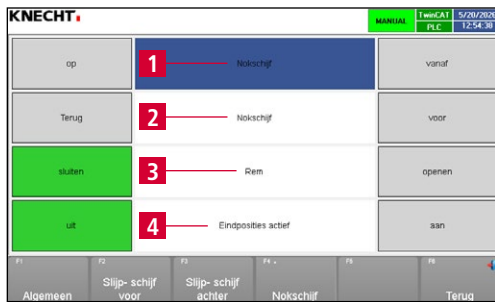 KNECHT
MANUAL
TwinCAT
PLC
5/20/2020
12:54:30
op
1
Nokschijf
vanaf
Terug
2
Nokschijf
voor
sluiten
3
Rem
openen
uit
4
Eindposities actief
aan
F1
Algemeen
F2
Slijp- schijf
voor
F3
Slijp- schijf
achter
F4
Nokschijf
F5
F8
Terug